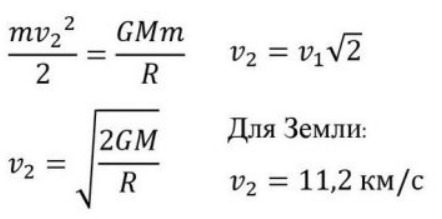 mv₂²/2 = GMm/R
v₂ = √(2GM/R)
v₂ = v₁√2
Для Земли:
v₂ = 11,2 км/с